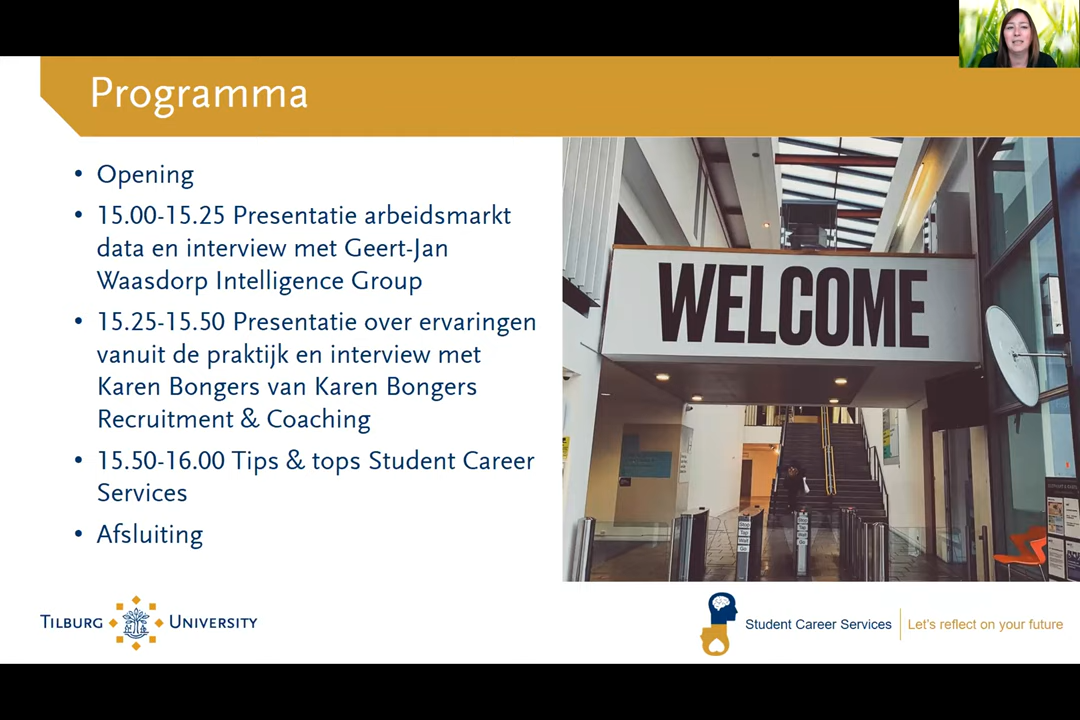 Programma
• Opening
• 15.00-15.25 Presentatie arbeidsmarkt
data en interview met Geert-Jan
Waasdorp Intelligence Group
• 15.25-15.50 Presentatie over ervaringen
vanuit de praktijk en interview met
Karen Bongers van Karen Bongers
Recruitment & Coaching
• 15.50-16.00 Tips & tops Student Career
Services
• Afsluiting
WELCOME
TILBURG UNIVERSITY
Student Career Services
Let's reflect on your future